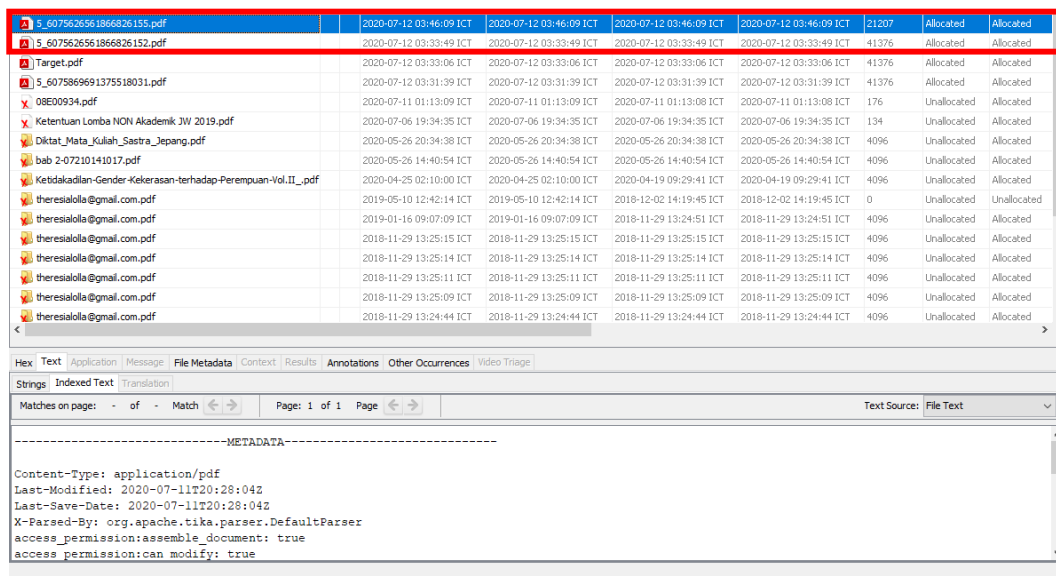 5_6075626561866826155.pdf 2020-07-12 03:46:09 ICT 2020-07-12 03:46:09 ICT 2020-07-12 03:46:09 ICT 2020-07-12 03:46:09 ICT 21207 Allocated Allocated
5_6075626561866826152.pdf 2020-07-12 03:33:49 ICT 2020-07-12 03:33:49 ICT 2020-07-12 03:33:49 ICT 2020-07-12 03:33:49 ICT 41376 Allocated Allocated
Target.pdf 2020-07-12 03:33:06 ICT 2020-07-12 03:33:06 ICT 2020-07-12 03:33:06 ICT 2020-07-12 03:33:06 ICT 41376 Allocated Allocated
5_6075869691375518031.pdf 2020-07-12 03:31:39 ICT 2020-07-12 03:31:39 ICT 2020-07-12 03:31:39 ICT 2020-07-12 03:31:39 ICT 41376 Allocated Allocated
08E00934.pdf 2020-07-11 01:13:09 ICT 2020-07-11 01:13:09 ICT 2020-07-11 01:13:08 ICT 2020-07-11 01:13:08 ICT 176 Unallocated Allocated
Ketentuan Lomba NON Akademik JW 2019.pdf 2020-07-06 19:34:35 ICT 2020-07-06 19:34:35 ICT 2020-07-06 19:34:35 ICT 2020-07-06 19:34:35 ICT 134 Unallocated Allocated
Diktat_Mata_Kuliah_Sastra_Jepang.pdf 2020-05-26 20:34:38 ICT 2020-05-26 20:34:38 ICT 2020-05-26 20:34:38 ICT 2020-05-26 20:34:38 ICT 4096 Unallocated Allocated
bab 2-07210141017.pdf 2020-05-26 14:40:54 ICT 2020-05-26 14:40:54 ICT 2020-05-26 14:40:54 ICT 2020-05-26 14:40:54 ICT 4096 Unallocated Allocated
Ketidakadilan-Gender-Kekerasan-terhadap-Perempuan-Vol.II_.pdf 2020-04-25 02:10:00 ICT 2020-04-25 02:10:00 ICT 2020-04-19 09:29:41 ICT 2020-04-19 09:29:41 ICT 4096 Unallocated Allocated
theresialolla@gmail.com.pdf 2019-05-10 12:42:14 ICT 2019-05-10 12:42:14 ICT 2018-12-02 14:19:45 ICT 2018-12-02 14:19:45 ICT 0 Unallocated Unallocated
theresialolla@gmail.com.pdf 2019-01-16 09:07:09 ICT 2019-01-16 09:07:09 ICT 2018-11-29 13:24:51 ICT 2018-11-29 13:24:51 ICT 4096 Unallocated Allocated
theresialolla@gmail.com.pdf 2018-11-29 13:25:15 ICT 2018-11-29 13:25:15 ICT 2018-11-29 13:25:15 ICT 2018-11-29 13:25:15 ICT 4096 Unallocated Allocated
theresialolla@gmail.com.pdf 2018-11-29 13:25:14 ICT 2018-11-29 13:25:14 ICT 2018-11-29 13:25:14 ICT 2018-11-29 13:25:14 ICT 4096 Unallocated Allocated
theresialolla@gmail.com.pdf 2018-11-29 13:25:11 ICT 2018-11-29 13:25:11 ICT 2018-11-29 13:25:11 ICT 2018-11-29 13:25:11 ICT 4096 Unallocated Allocated
theresialolla@gmail.com.pdf 2018-11-29 13:25:09 ICT 2018-11-29 13:25:09 ICT 2018-11-29 13:25:09 ICT 2018-11-29 13:25:09 ICT 4096 Unallocated Allocated
theresialolla@gmail.com.pdf 2018-11-29 13:24:44 ICT 2018-11-29 13:24:44 ICT 2018-11-29 13:24:44 ICT 2018-11-29 13:24:44 ICT 4096 Unallocated Allocated
Hex Text Application Message File Metadata Context Results Annotations Other Occurrences Video Triage
Strings Indexed Text Translation
Matches on page: - of - Match Page: 1 of 1 Page Text Source: File Text
------------------------------METADATA------------------------------
Content-Type: application/pdf
Last-Modified: 2020-07-11T20:28:04Z
Last-Save-Date: 2020-07-11T20:28:04Z
X-Parsed-By: org.apache.tika.parser.DefaultParser
access_permission:assemble_document: true
access_permission:can_modify: true